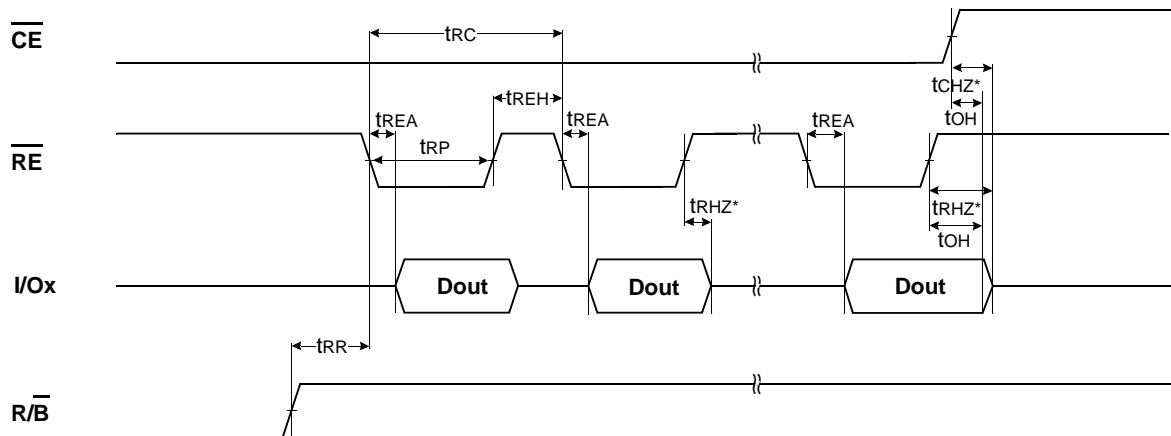 CE
tRC
tCHZ*
tREH
tOH
tREA
tREA
tREA
tRP
RE
tRHZ*
tRHZ*
tOH
I/Ox
Dout
Dout
Dout
tRR
R/B